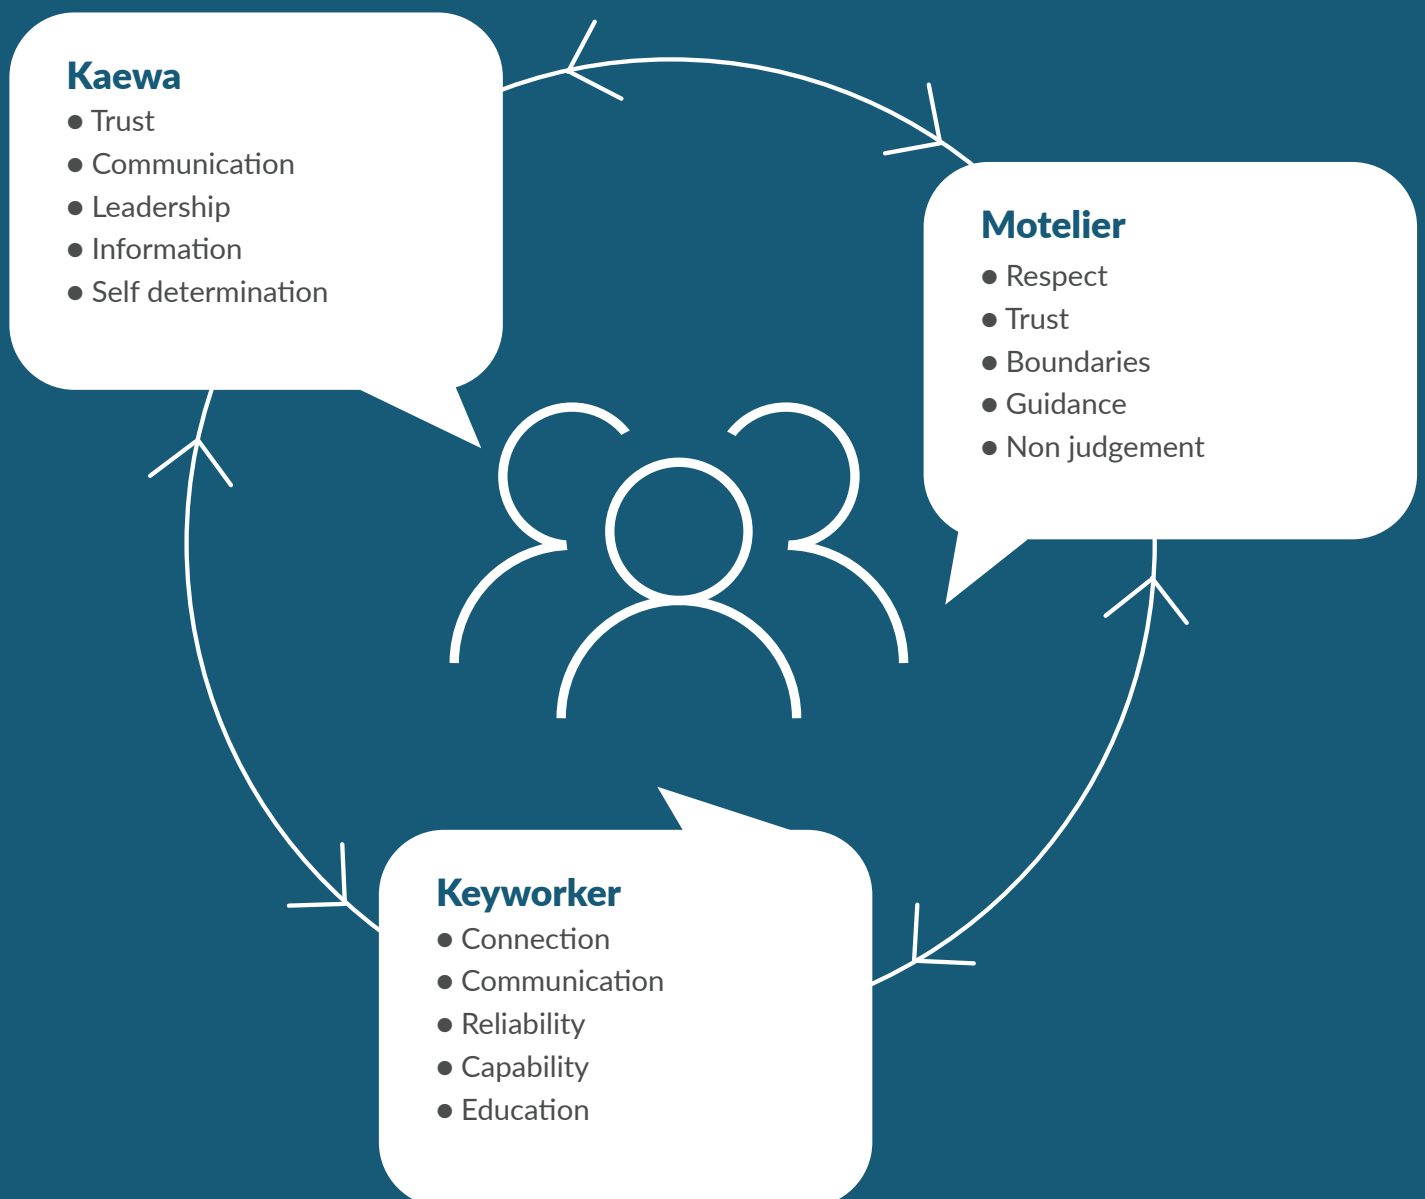 Kaewa
● Trust
● Communication
● Leadership
● Information
● Self determination
Motelier
● Respect
● Trust
● Boundaries
● Guidance
● Non judgement
Keyworker
● Connection
● Communication
● Reliability
● Capability
● Education